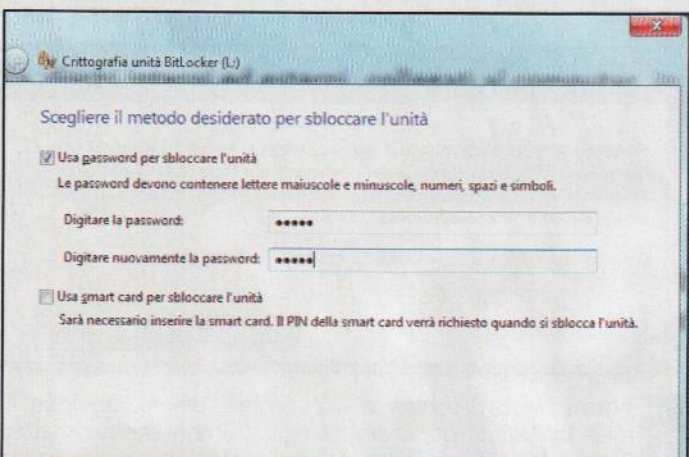 Crittografia unità BitLocker (L:)
Scegliere il metodo desiderato per sbloccare l'unità
Usa password per sbloccare l'unità
Le password devono contenere lettere maiuscole e minuscole, numeri, spazi e simboli.
Digitare la password: •••••
Digitare nuovamente la password: •••••
Usa smart card per sbloccare l'unità
Sarà necessario inserire la smart card. Il PIN della smart card verrà richiesto quando si sblocca l'unità.